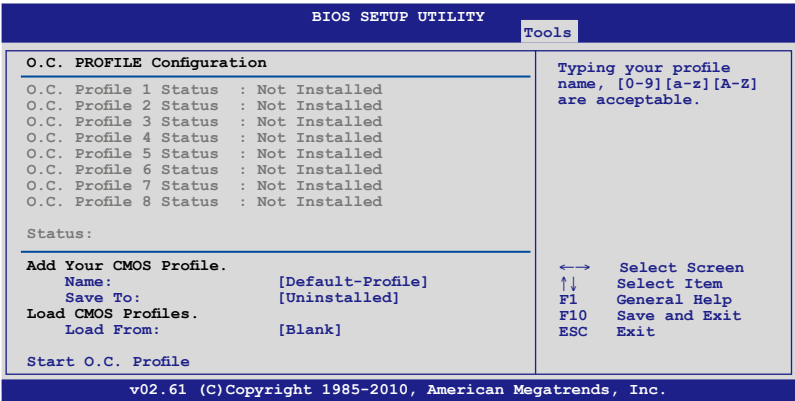 BIOS SETUP UTILITY
Tools
O.C. PROFILE Configuration
O.C. Profile 1 Status : Not Installed
O.C. Profile 2 Status : Not Installed
O.C. Profile 3 Status : Not Installed
O.C. Profile 4 Status : Not Installed
O.C. Profile 5 Status : Not Installed
O.C. Profile 6 Status : Not Installed
O.C. Profile 7 Status : Not Installed
O.C. Profile 8 Status : Not Installed
Status:
Add Your CMOS Profile.
Name: [Default-Profile]
Save To: [Uninstalled]
Load CMOS Profiles.
Load From: [Blank]
Start O.C. Profile
Typing your profile
name, [0-9][a-z][A-Z]
are acceptable.
←→ Select Screen
↑↓ Select Item
F1 General Help
F10 Save and Exit
ESC Exit
v02.61 (C)Copyright 1985-2010, American Megatrends, Inc.